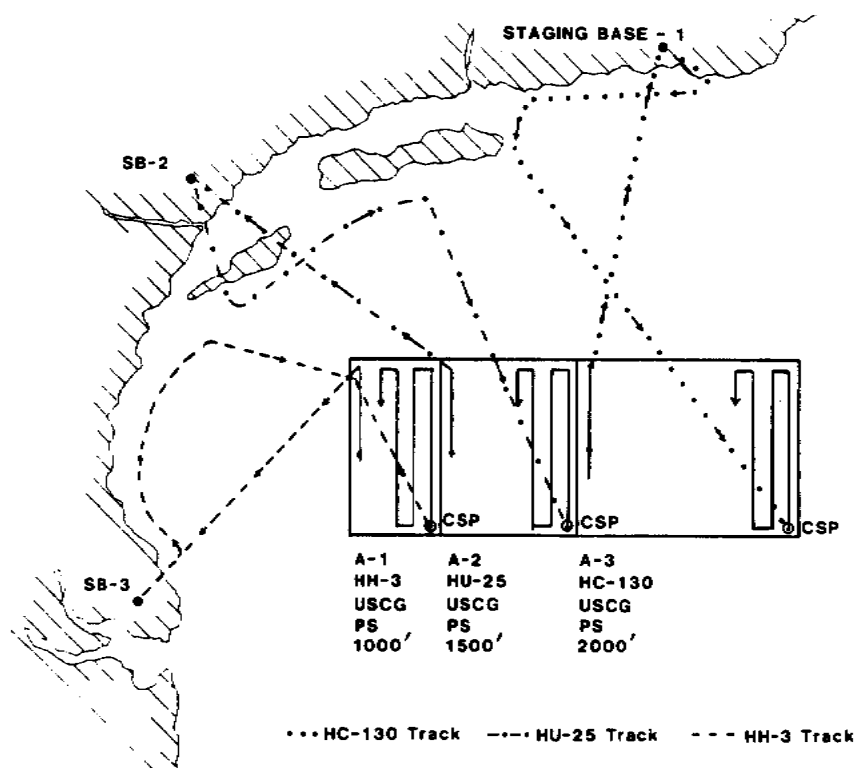 STAGING BASE - 1
SB-2
SB-3
CSP
CSP
CSP
A-1
HH-3
USCG
PS
1000′
A-2
HU-25
USCG
PS
1500′
A-3
HC-130
USCG
PS
2000′
HC-130 Track
HU-25 Track
HH-3 Track